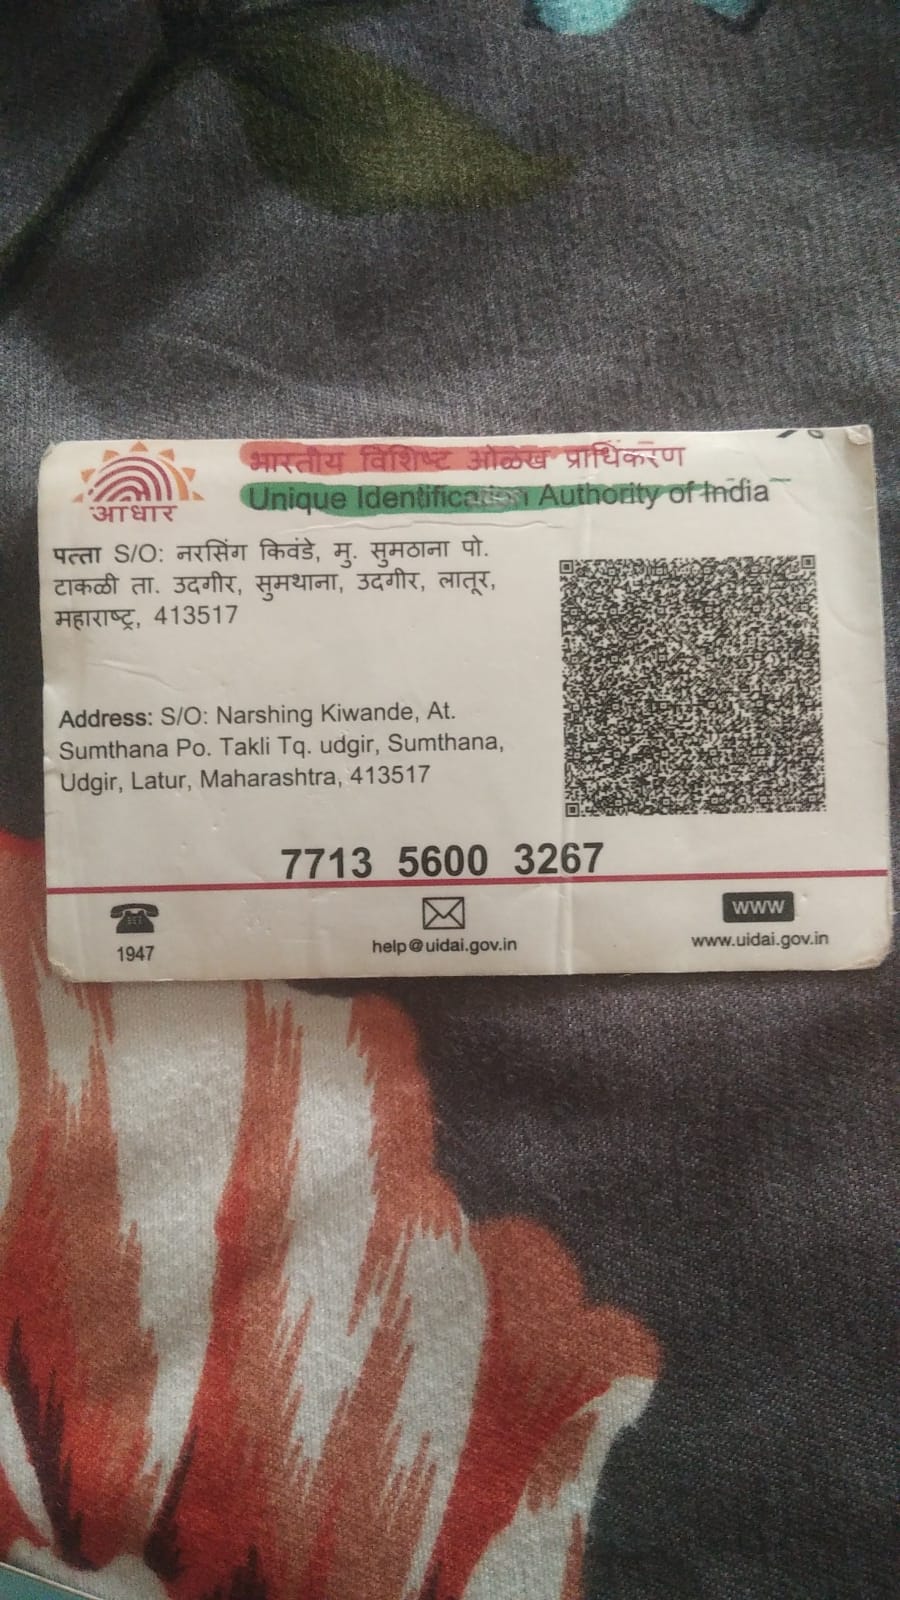 भारतीय विशिष्ट ओळख प्राधिकरण
Unique Identification Authority of India
आधार
पत्ता S/O: नरसिंग किवंडे, मु. सुमठाना पो.
टाकळी ता. उदगीर, सुमथाना, उदगीर, लातूर,
महाराष्ट्र, 413517
Address: S/O: Narshing Kiwande, At.
Sumthana Po. Takli Tq. udgir, Sumthana,
Udgir, Latur, Maharashtra, 413517
7713 5600 3267
1947
help@uidai.gov.in
www
www.uidai.gov.in